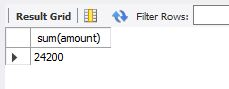 Result Grid Filter Rows:
sum(amount)
24200